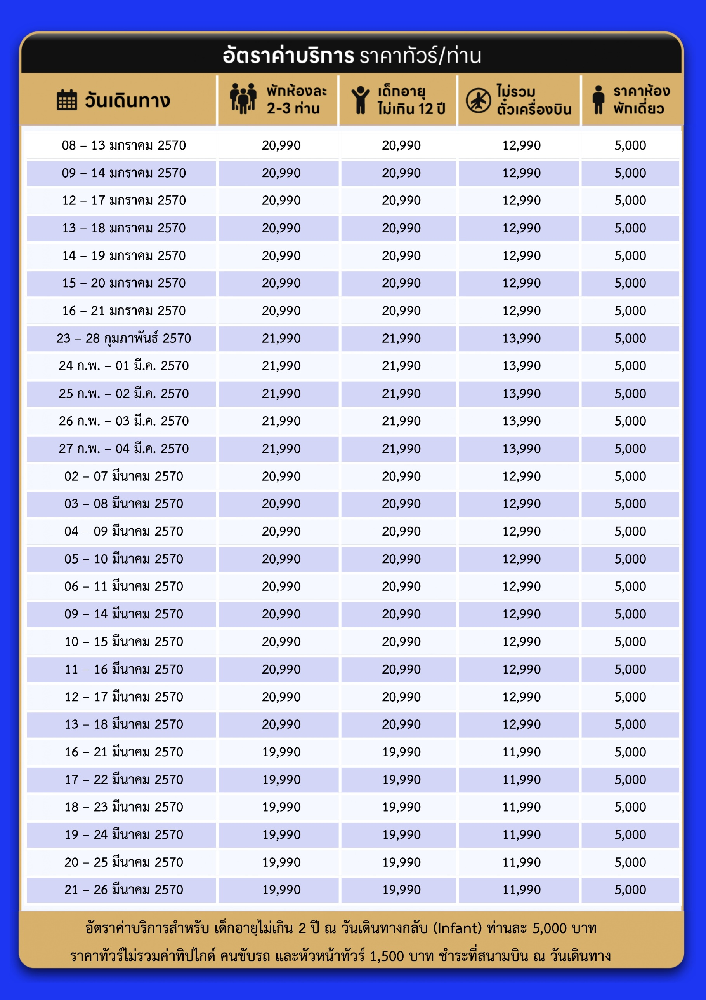 อัตราค่าบริการ ราคาทัวร์/ท่าน
วันเดินทาง
พักห้องละ
2-3 ท่าน
เด็กอายุ
ไม่เกิน 12 ปี
ไม่รวม
ตั๋วเครื่องบิน
ราคาห้อง
พักเดี่ยว
08 – 13 มกราคม 2570 20,990 20,990 12,990 5,000
09 – 14 มกราคม 2570 20,990 20,990 12,990 5,000
12 – 17 มกราคม 2570 20,990 20,990 12,990 5,000
13 – 18 มกราคม 2570 20,990 20,990 12,990 5,000
14 – 19 มกราคม 2570 20,990 20,990 12,990 5,000
15 – 20 มกราคม 2570 20,990 20,990 12,990 5,000
16 – 21 มกราคม 2570 20,990 20,990 12,990 5,000
23 – 28 กุมภาพันธ์ 2570 21,990 21,990 13,990 5,000
24 ก.พ. – 01 มี.ค. 2570 21,990 21,990 13,990 5,000
25 ก.พ. – 02 มี.ค. 2570 21,990 21,990 13,990 5,000
26 ก.พ. – 03 มี.ค. 2570 21,990 21,990 13,990 5,000
27 ก.พ. – 04 มี.ค. 2570 21,990 21,990 13,990 5,000
02 – 07 มีนาคม 2570 20,990 20,990 12,990 5,000
03 – 08 มีนาคม 2570 20,990 20,990 12,990 5,000
04 – 09 มีนาคม 2570 20,990 20,990 12,990 5,000
05 – 10 มีนาคม 2570 20,990 20,990 12,990 5,000
06 – 11 มีนาคม 2570 20,990 20,990 12,990 5,000
09 – 14 มีนาคม 2570 20,990 20,990 12,990 5,000
10 – 15 มีนาคม 2570 20,990 20,990 12,990 5,000
11 – 16 มีนาคม 2570 20,990 20,990 12,990 5,000
12 – 17 มีนาคม 2570 20,990 20,990 12,990 5,000
13 – 18 มีนาคม 2570 20,990 20,990 12,990 5,000
16 – 21 มีนาคม 2570 19,990 19,990 11,990 5,000
17 – 22 มีนาคม 2570 19,990 19,990 11,990 5,000
18 – 23 มีนาคม 2570 19,990 19,990 11,990 5,000
19 – 24 มีนาคม 2570 19,990 19,990 11,990 5,000
20 – 25 มีนาคม 2570 19,990 19,990 11,990 5,000
21 – 26 มีนาคม 2570 19,990 19,990 11,990 5,000
อัตราค่าบริการสำหรับ เด็กอายุไม่เกิน 2 ปี ณ วันเดินทางกลับ (Infant) ท่านละ 5,000 บาท
ราคาทัวร์ไม่รวมค่าทิปไกด์ คนขับรถ และหัวหน้าทัวร์ 1,500 บาท ชำระที่สนามบิน ณ วันเดินทาง